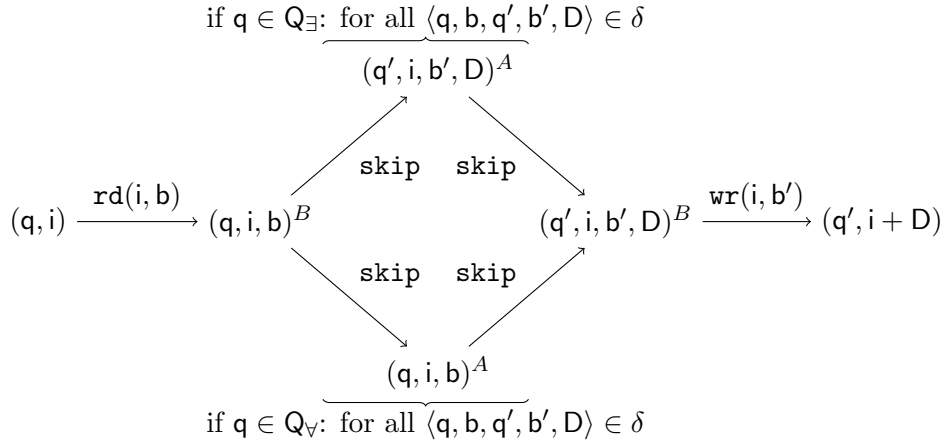 if q ∈ Q∃: for all ⟨q, b, q′, b′, D⟩ ∈ δ
(q′, i, b′, D)^A
skip skip
rd(i, b) wr(i, b′)
(q, i) (q, i, b)^B (q′, i, b′, D)^B (q′, i + D)
skip skip
(q, i, b)^A
if q ∈ Q∀: for all ⟨q, b, q′, b′, D⟩ ∈ δ